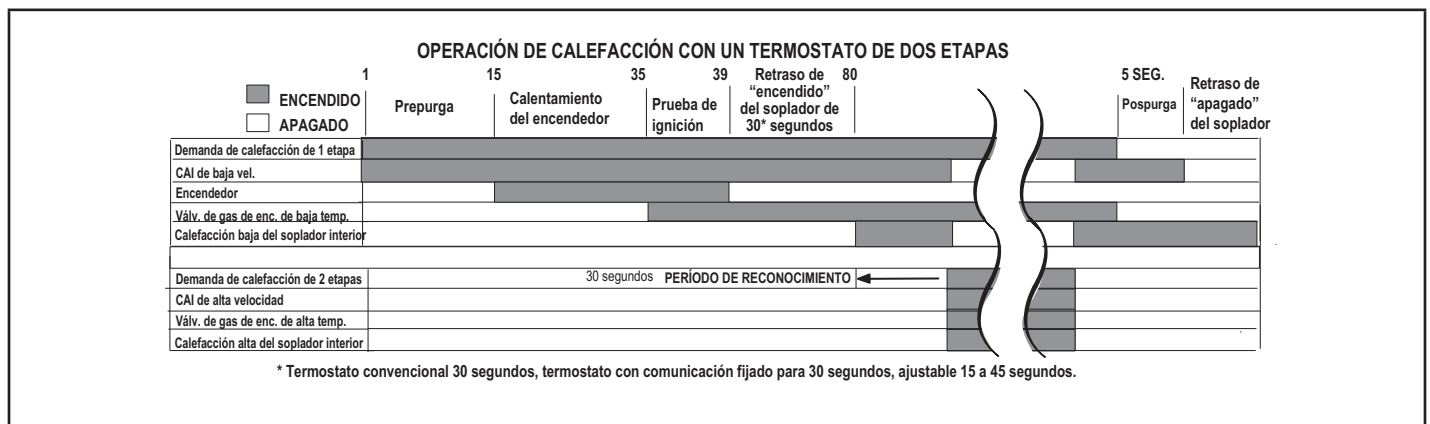 OPERACIÓN DE CALEFACCIÓN CON UN TERMOSTATO DE DOS ETAPAS
1 15 35 39 80 5 SEG.
ENCENDIDO
APAGADO
Prepurga
Calentamiento
del encendedor
Prueba de
ignición
Retraso de
“encendido”
del soplador de
30* segundos
Pospurga
Retraso de
“apagado”
del soplador
Demanda de calefacción de 1 etapa
CAI de baja vel.
Encendedor
Válv. de gas de enc. de baja temp.
Calefacción baja del soplador interior
Demanda de calefacción de 2 etapas
30 segundos PERÍODO DE RECONOCIMIENTO
CAI de alta velocidad
Válv. de gas de enc. de alta temp.
Calefacción alta del soplador interior
* Termostato convencional 30 segundos, termostato con comunicación fijado para 30 segundos, ajustable 15 a 45 segundos.